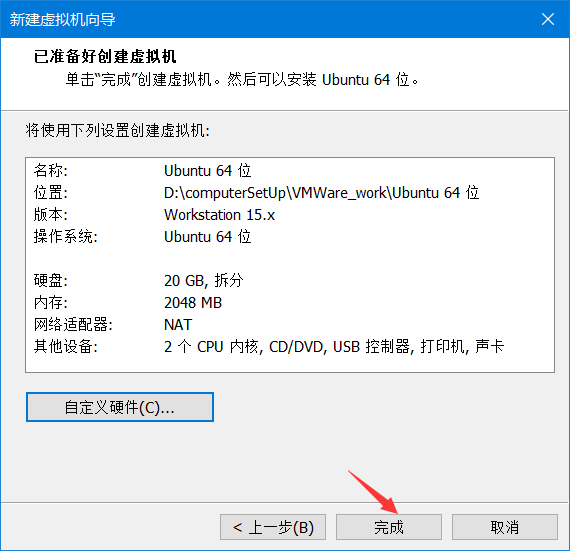 新建虚拟机向导
已准备好创建虚拟机
单击“完成”创建虚拟机。然后可以安装 Ubuntu 64 位。
将使用下列设置创建虚拟机:
名称: Ubuntu 64 位
位置: D:\computerSetUp\VMWare_work\Ubuntu 64 位
版本: Workstation 15.x
操作系统: Ubuntu 64 位
硬盘: 20 GB, 拆分
内存: 2048 MB
网络适配器: NAT
其他设备: 2 个 CPU 内核, CD/DVD, USB 控制器, 打印机, 声卡
自定义硬件(C)...
< 上一步(B) 完成 取消